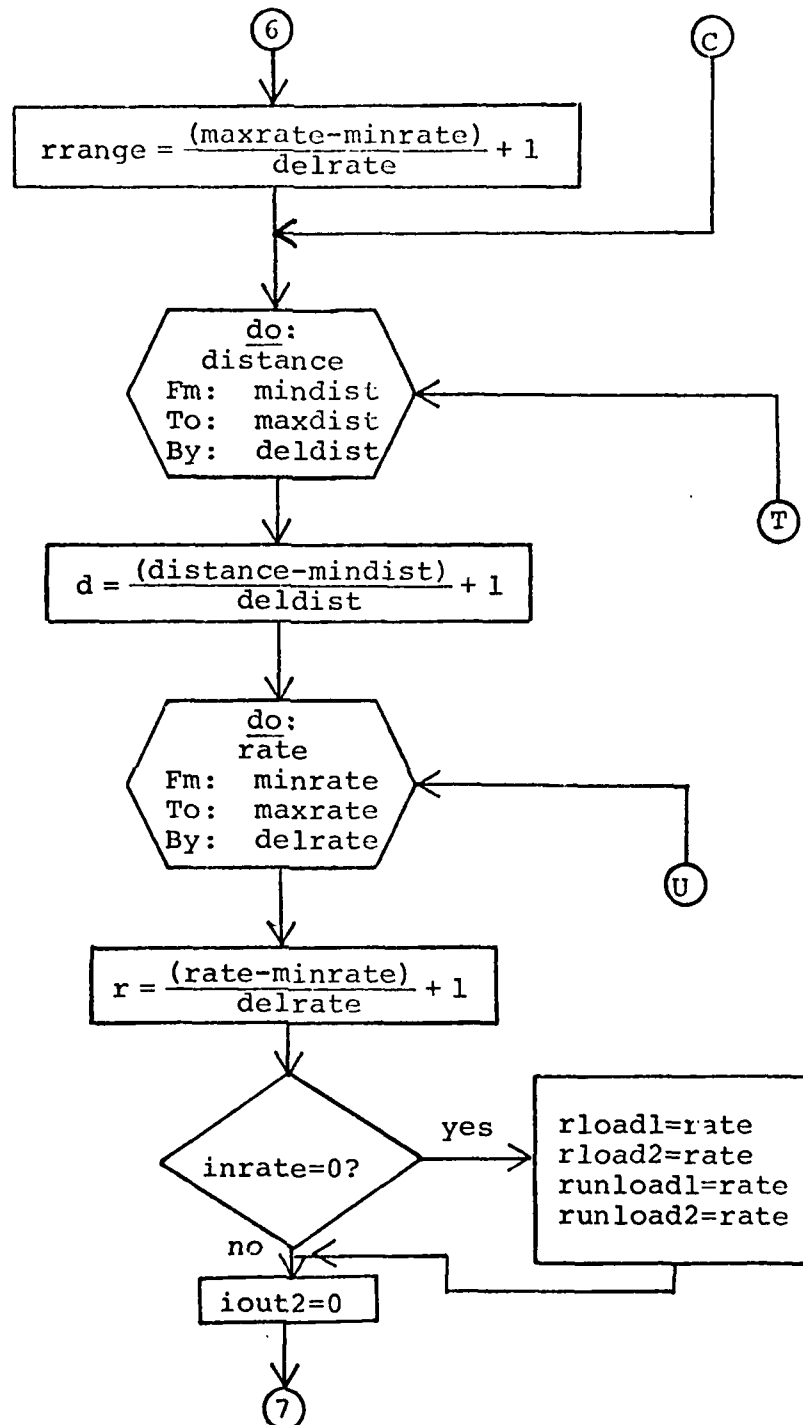 6
C
rrange = (maxrate-minrate)
delrate + 1
do:
distance
Fm: mindist
To: maxdist
By: deldist
T
d = (distance-mindist)
deldist + 1
do:
rate
Fm: minrate
To: maxrate
By: delrate
U
r = (rate-minrate)
delrate + 1
inrate=0?
yes
rload1=rate
rload2=rate
runload1=rate
runload2=rate
no
iout2=0
7